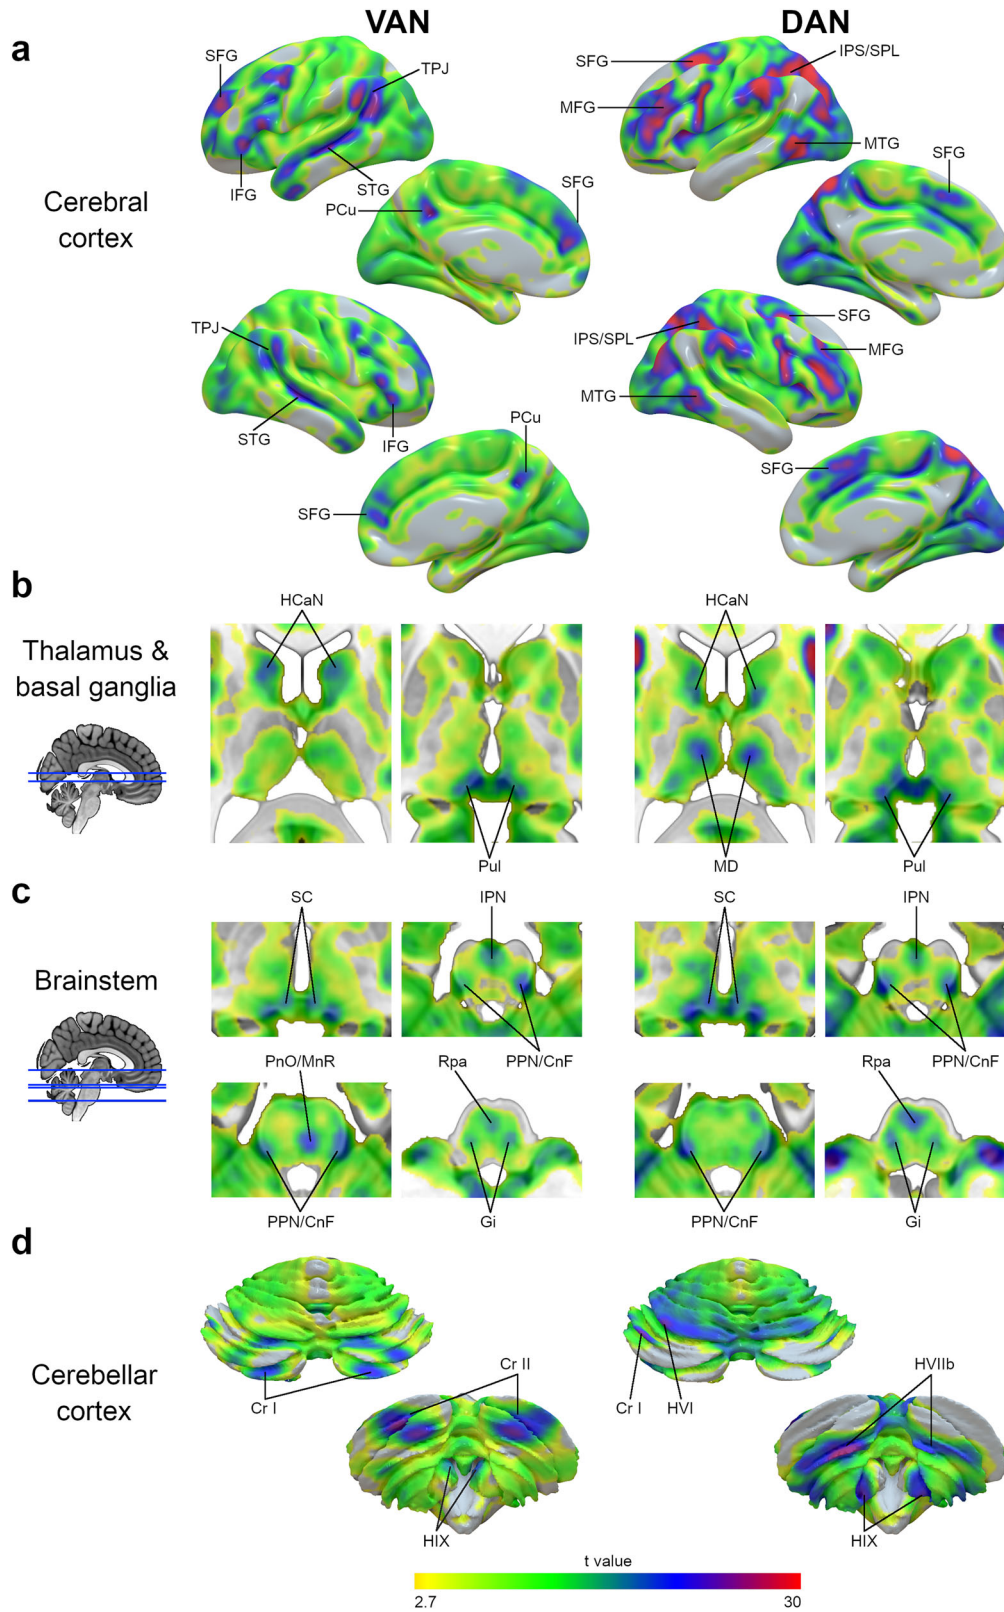 VAN DAN
a
SFG TPJ SFG IPS/SPL
MFG
MTG
IFG STG SFG SFG
PCu
Cerebral
cortex
TPJ IPS/SPL SFG
MFG
MTG
STG IFG PCu
SFG SFG
b
HCaN HCaN
Thalamus &
basal ganglia
Pul MD Pul
c
SC IPN SC IPN
Brainstem
PnO/MnR Rpa PPN/CnF Rpa PPN/CnF
PPN/CnF Gi PPN/CnF Gi
d
Cr II HVIIb
Cerebellar
cortex
Cr I Cr I HVI
HIX HIX
t value
2.7 30